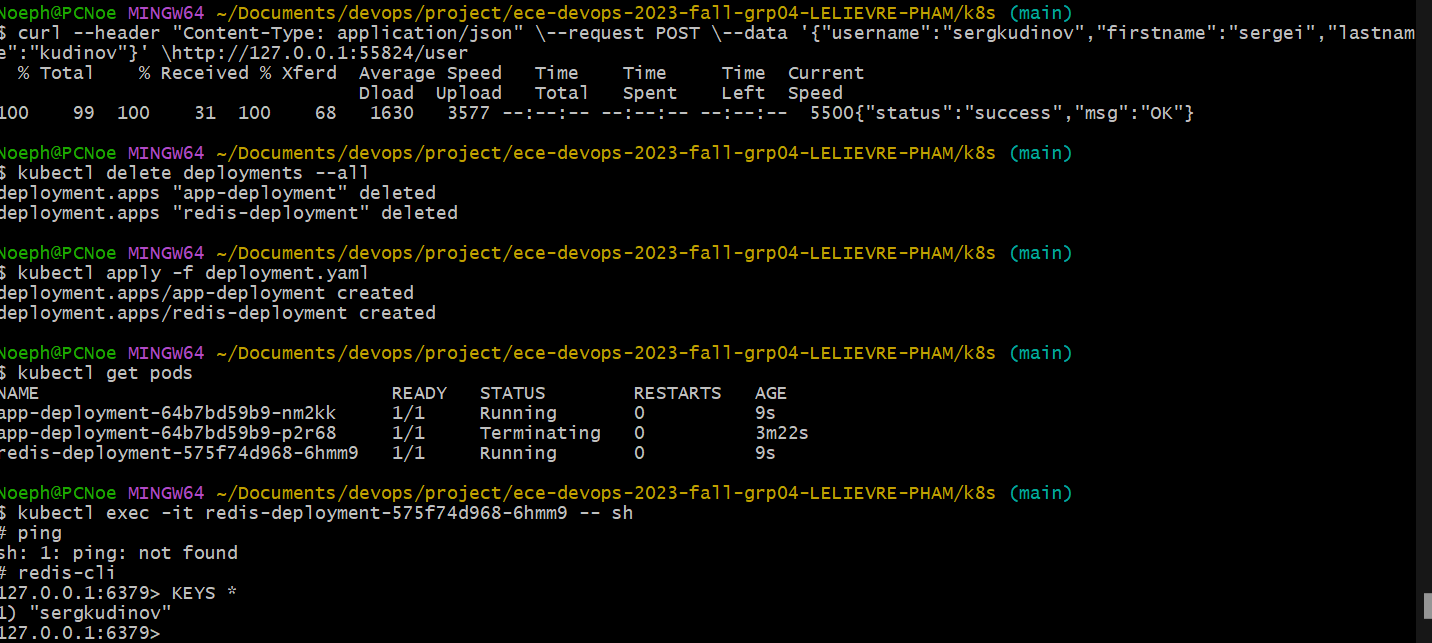 Noeph@PCNoe MINGW64 ~/Documents/devops/project/ece-devops-2023-fall-grp04-LELIEVRE-PHAM/k8s (main)
$ curl --header "Content-Type: application/json" \--request POST \--data '{"username":"sergkudinov","firstname":"sergei","lastnam
e":"kudinov"}' \http://127.0.0.1:55824/user
% Total % Received % Xferd Average Speed Time Time Time Current
Dload Upload Total Spent Left Speed
100 99 100 31 100 68 1630 3577 --:--:-- --:--:-- --:--:-- 5500{"status":"success","msg":"OK"}
Noeph@PCNoe MINGW64 ~/Documents/devops/project/ece-devops-2023-fall-grp04-LELIEVRE-PHAM/k8s (main)
$ kubectl delete deployments --all
deployment.apps "app-deployment" deleted
deployment.apps "redis-deployment" deleted
Noeph@PCNoe MINGW64 ~/Documents/devops/project/ece-devops-2023-fall-grp04-LELIEVRE-PHAM/k8s (main)
$ kubectl apply -f deployment.yaml
deployment.apps/app-deployment created
deployment.apps/redis-deployment created
Noeph@PCNoe MINGW64 ~/Documents/devops/project/ece-devops-2023-fall-grp04-LELIEVRE-PHAM/k8s (main)
$ kubectl get pods
NAME READY STATUS RESTARTS AGE
app-deployment-64b7bd59b9-nm2kk 1/1 Running 0 9s
app-deployment-64b7bd59b9-p2r68 1/1 Terminating 0 3m22s
redis-deployment-575f74d968-6hmm9 1/1 Running 0 9s
Noeph@PCNoe MINGW64 ~/Documents/devops/project/ece-devops-2023-fall-grp04-LELIEVRE-PHAM/k8s (main)
$ kubectl exec -it redis-deployment-575f74d968-6hmm9 -- sh
# ping
sh: 1: ping: not found
# redis-cli
127.0.0.1:6379> KEYS *
1) "sergkudinov"
127.0.0.1:6379>